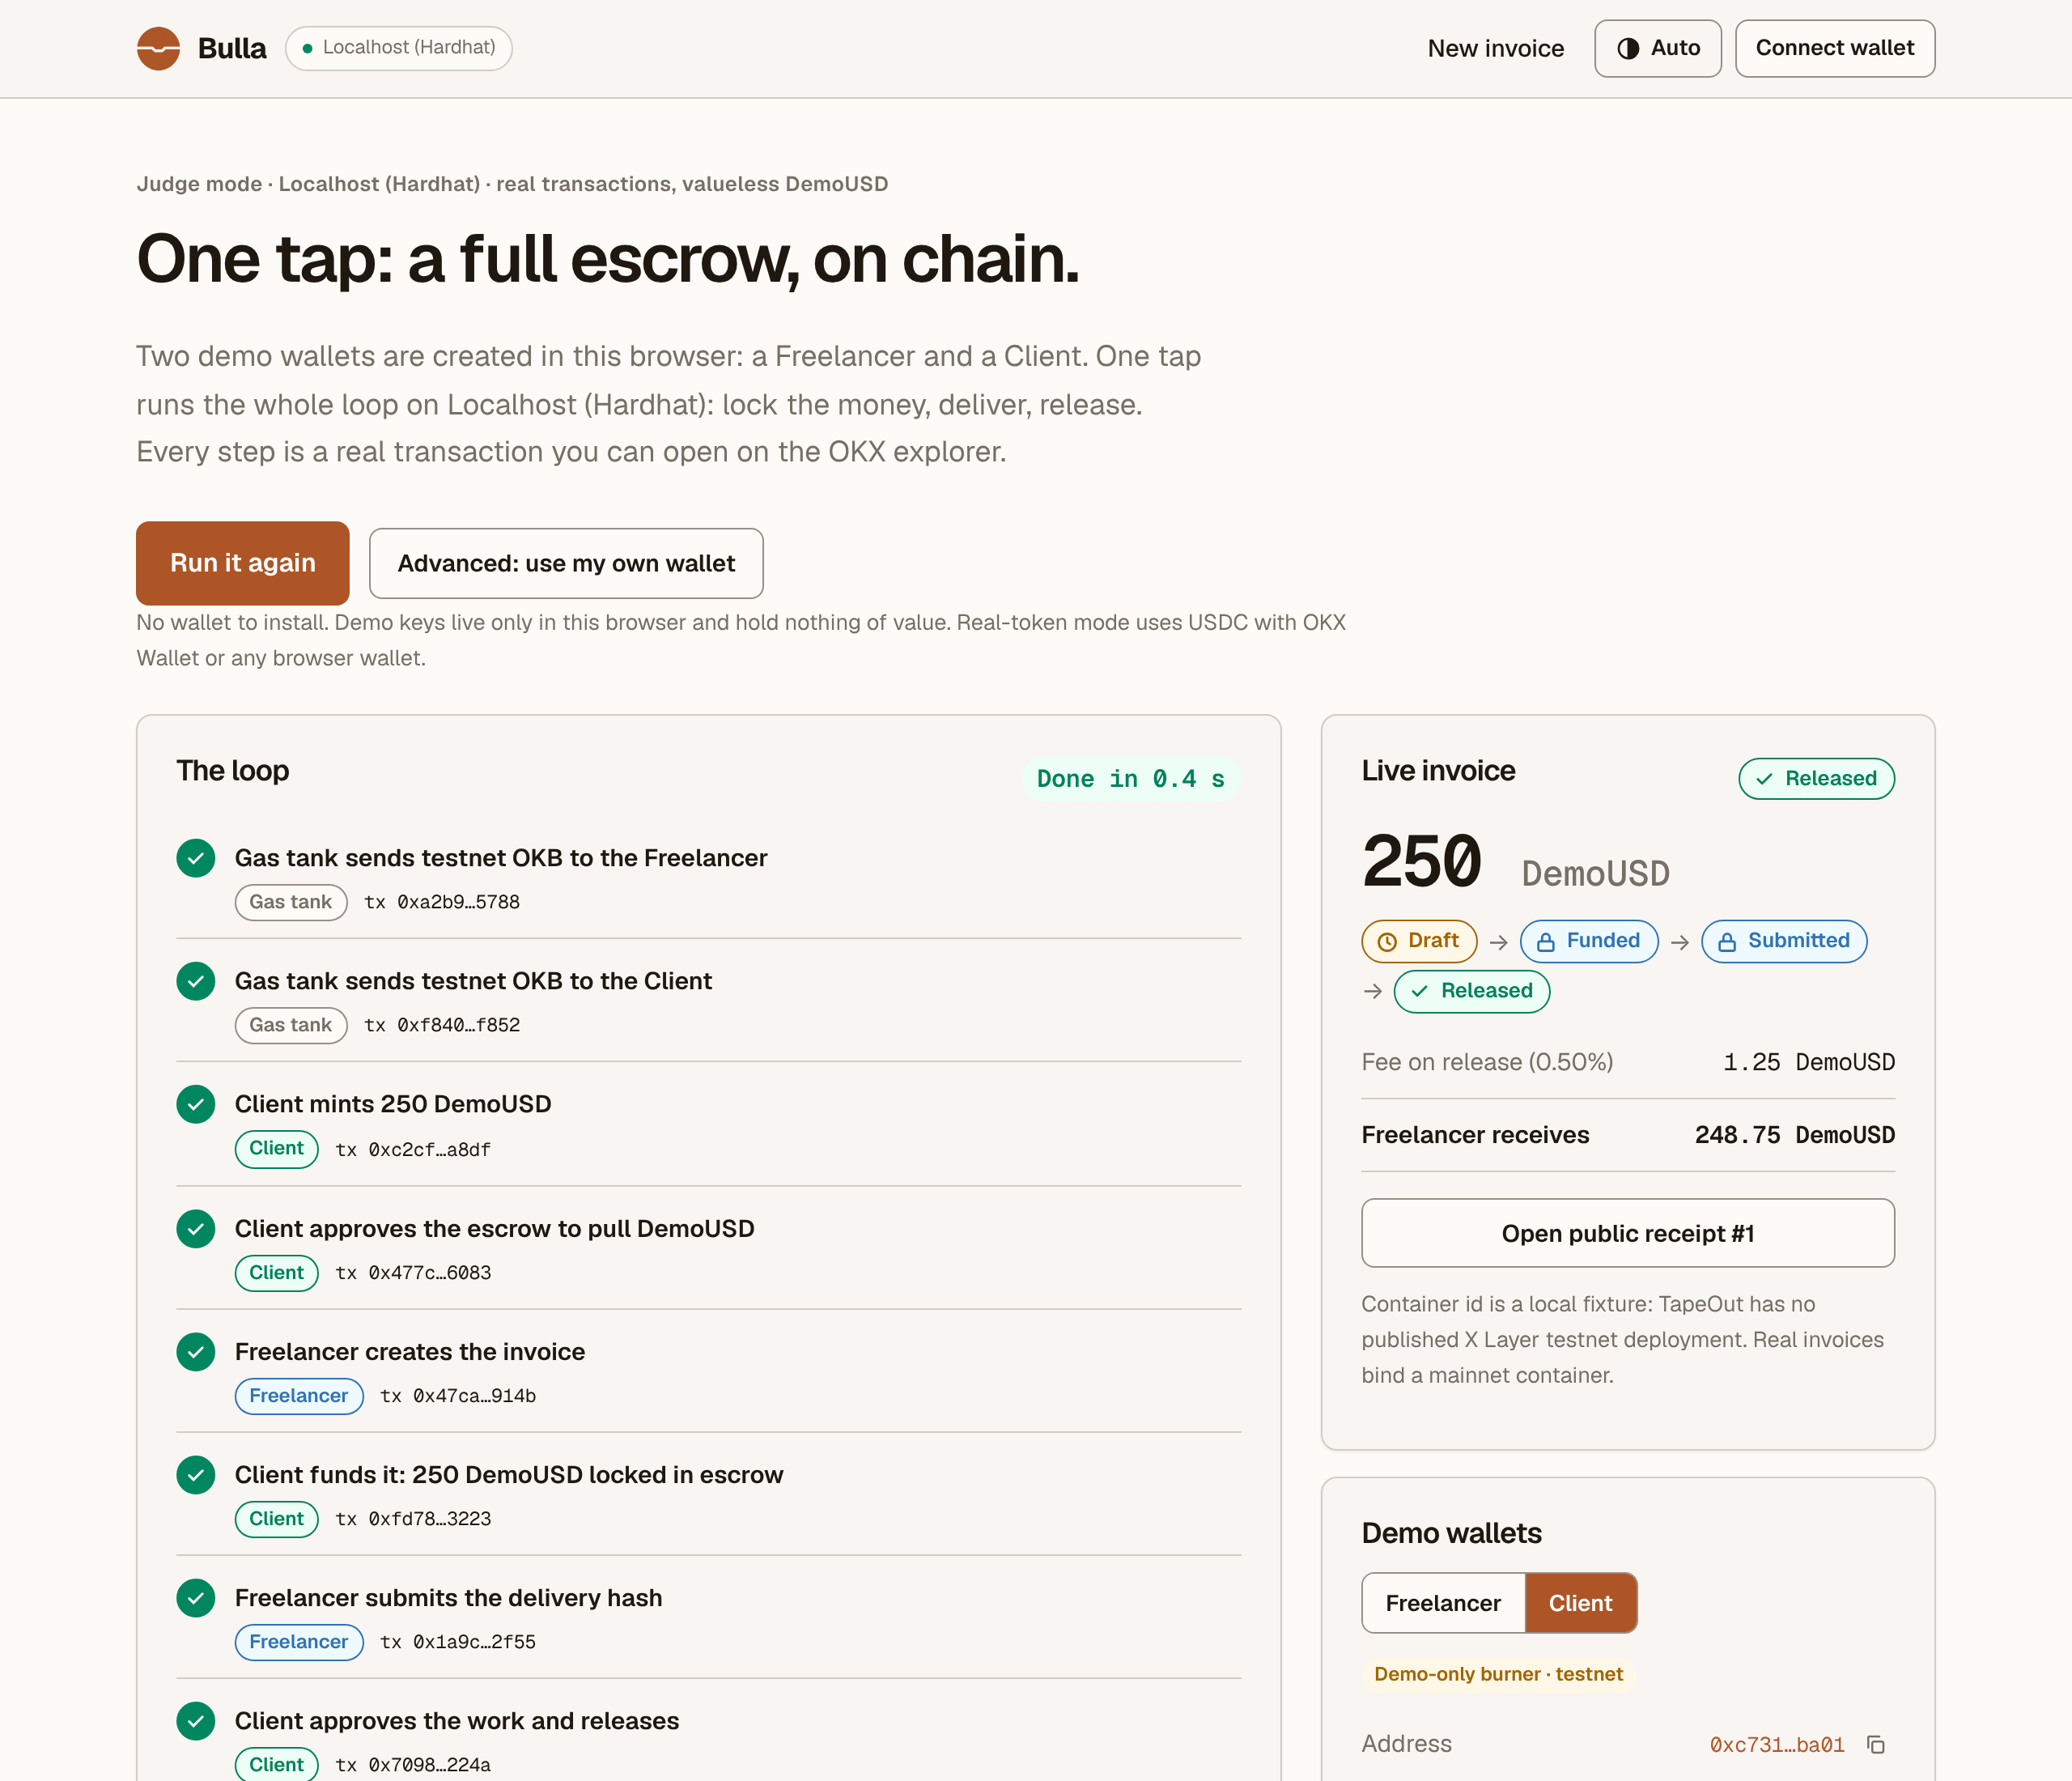 Bulla
Localhost (Hardhat)
New invoice
Auto
Connect wallet
Judge mode · Localhost (Hardhat) · real transactions, valueless DemoUSD
One tap: a full escrow, on chain.
Two demo wallets are created in this browser: a Freelancer and a Client. One tap
runs the whole loop on Localhost (Hardhat): lock the money, deliver, release.
Every step is a real transaction you can open on the OKX explorer.
Run it again
Advanced: use my own wallet
No wallet to install. Demo keys live only in this browser and hold nothing of value. Real-token mode uses USDC with OKX
Wallet or any browser wallet.
The loop
Done in 0.4 s
Gas tank sends testnet OKB to the Freelancer
Gas tank tx 0xa2b9…5788
Gas tank sends testnet OKB to the Client
Gas tank tx 0xf840…f852
Client mints 250 DemoUSD
Client tx 0xc2cf…a8df
Client approves the escrow to pull DemoUSD
Client tx 0x477c…6083
Freelancer creates the invoice
Freelancer tx 0x47ca…914b
Client funds it: 250 DemoUSD locked in escrow
Client tx 0xfd78…3223
Freelancer submits the delivery hash
Freelancer tx 0x1a9c…2f55
Client approves the work and releases
Client tx 0x7098…224a
Live invoice
Released
250 DemoUSD
Draft → Funded → Submitted
→ Released
Fee on release (0.50%) 1.25 DemoUSD
Freelancer receives 248.75 DemoUSD
Open public receipt #1
Container id is a local fixture: TapeOut has no
published X Layer testnet deployment. Real invoices
bind a mainnet container.
Demo wallets
Freelancer
Client
Demo-only burner · testnet
Address 0xc731…ba01